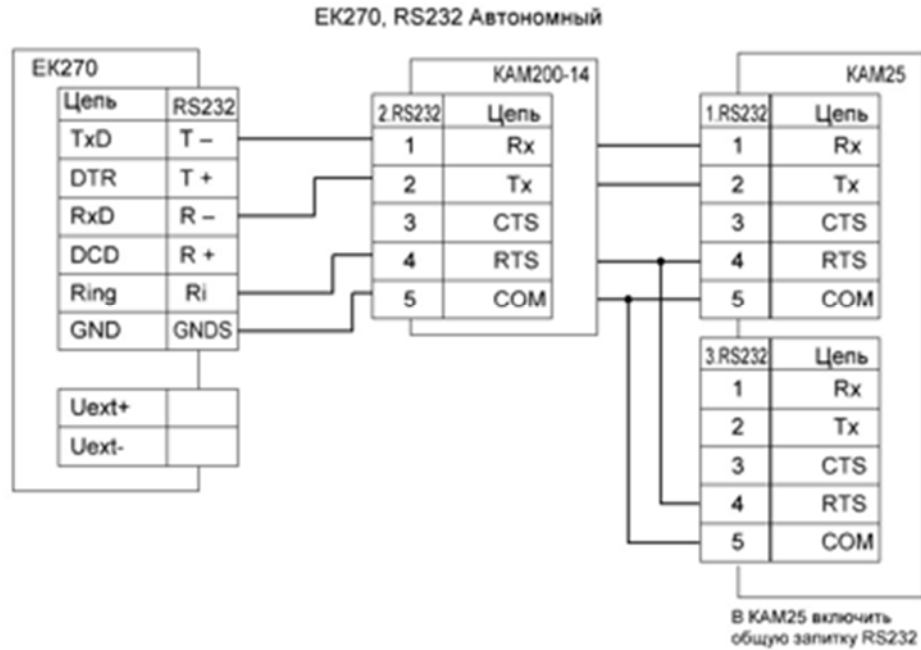 ЕК270, RS232 Автономный
ЕК270
Цепь RS232
TxD T –
DTR T +
RxD R –
DCD R +
Ring Ri
GND GNDS
Uext+
Uext-
КАМ200-14
2.RS232 Цепь
1 Rx
2 Tx
3 CTS
4 RTS
5 COM
КАМ25
1.RS232 Цепь
1 Rx
2 Tx
3 CTS
4 RTS
5 COM
3.RS232 Цепь
1 Rx
2 Tx
3 CTS
4 RTS
5 COM
В КАМ25 включить
общую запитку RS232